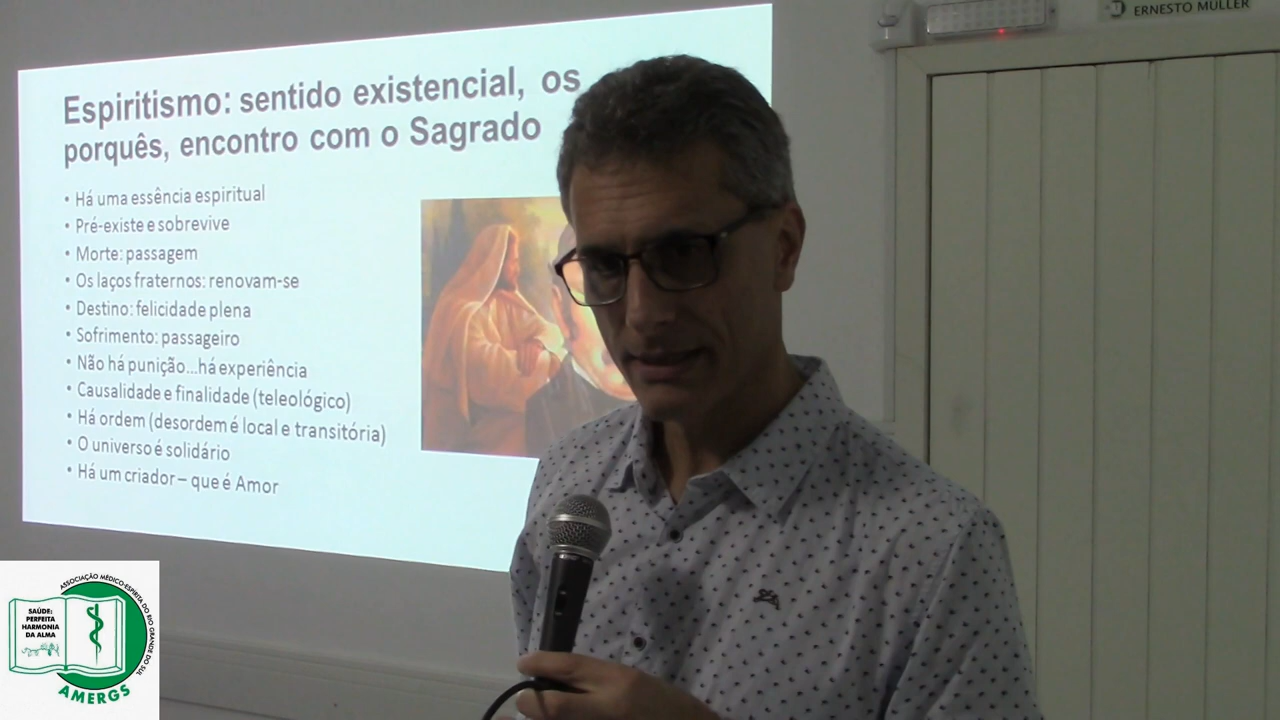 ERNESTO MÜLLER
Espiritismo: sentido existencial, os
porquês, encontro com o Sagrado
• Há uma essência espiritual
• Pré-existe e sobrevive
• Morte: passagem
• Os laços fraternos: renovam-se
• Destino: felicidade plena
• Sofrimento: passageiro
• Não há punição...há experiência
• Causalidade e finalidade (teleológico)
• Há ordem (desordem é local e transitória)
• O universo é solidário
• Há um criador – que é Amor
ASSOCIAÇÃO MÉDICO-ESPÍRITA DO RIO GRANDE DO SUL
SAÚDE:
PERFEITA
HARMONIA
DA ALMA
AMERGS